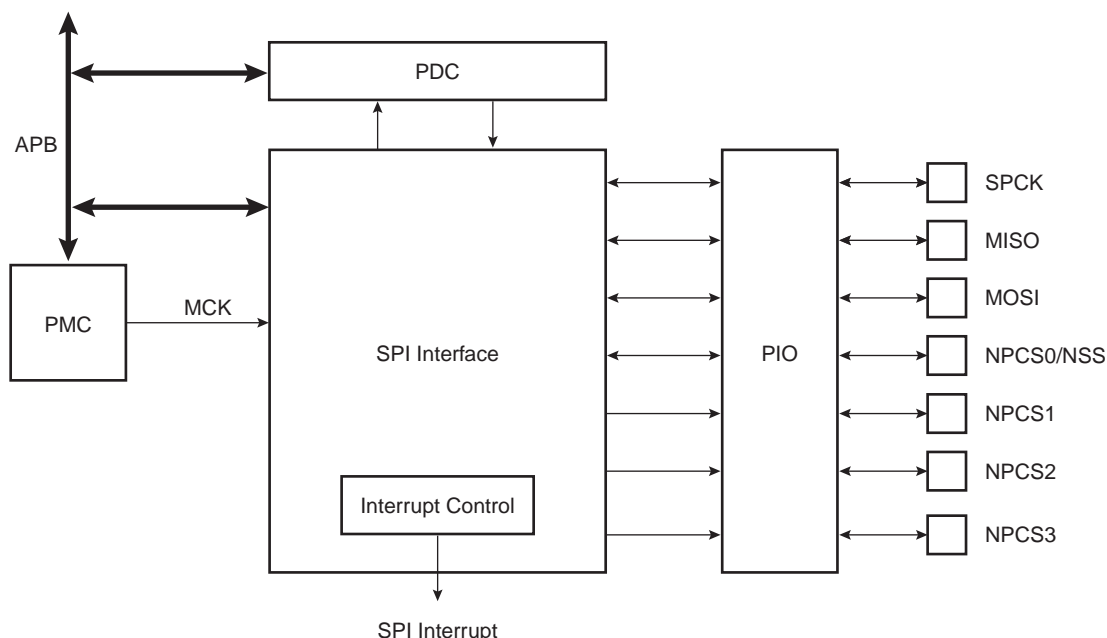 PDC
APB
SPCK
MISO
MCK
MOSI
PMC
SPI Interface
PIO
NPCS0/NSS
NPCS1
NPCS2
Interrupt Control
NPCS3
SPI Interrupt